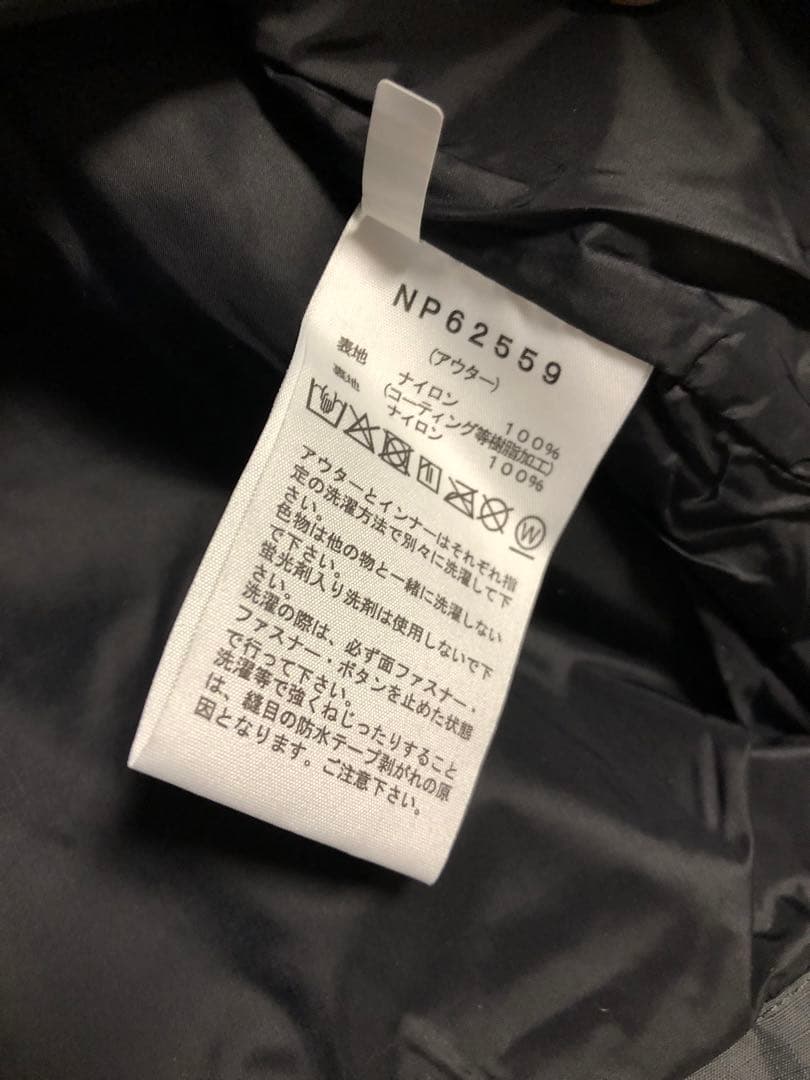 NP62559
(アウター)
表地 ナイロン 100%
(コーティング等樹脂加工)
裏地 ナイロン 100%
W
アウターとインナーはそれぞれ指
定の洗濯方法で別々に洗濯して下
さい。
色物は他の物と一緒に洗濯しない
で下さい。
蛍光剤入り洗剤は使用しないで下
さい。
洗濯の際は、必ず面ファスナー・
ファスナー・ボタンを止めた状態
で行って下さい。
洗濯等で強くねじったりすること
は、縫目の防水テープ剥がれの原
因となります。ご注意下さい。